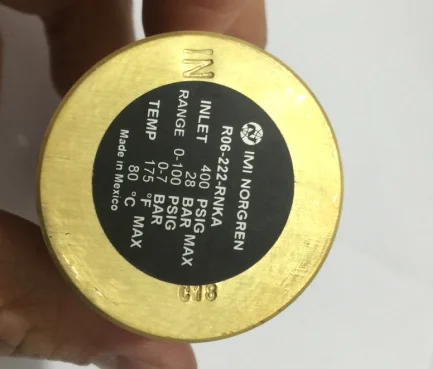 IN
IMI NORGREN
R06-222-RNKA
INLET 400 PSIG
28 BAR MAX
RANGE 0-100 PSIG
0-7 BAR
TEMP 175 °F MAX
80 °C
Made in Mexico